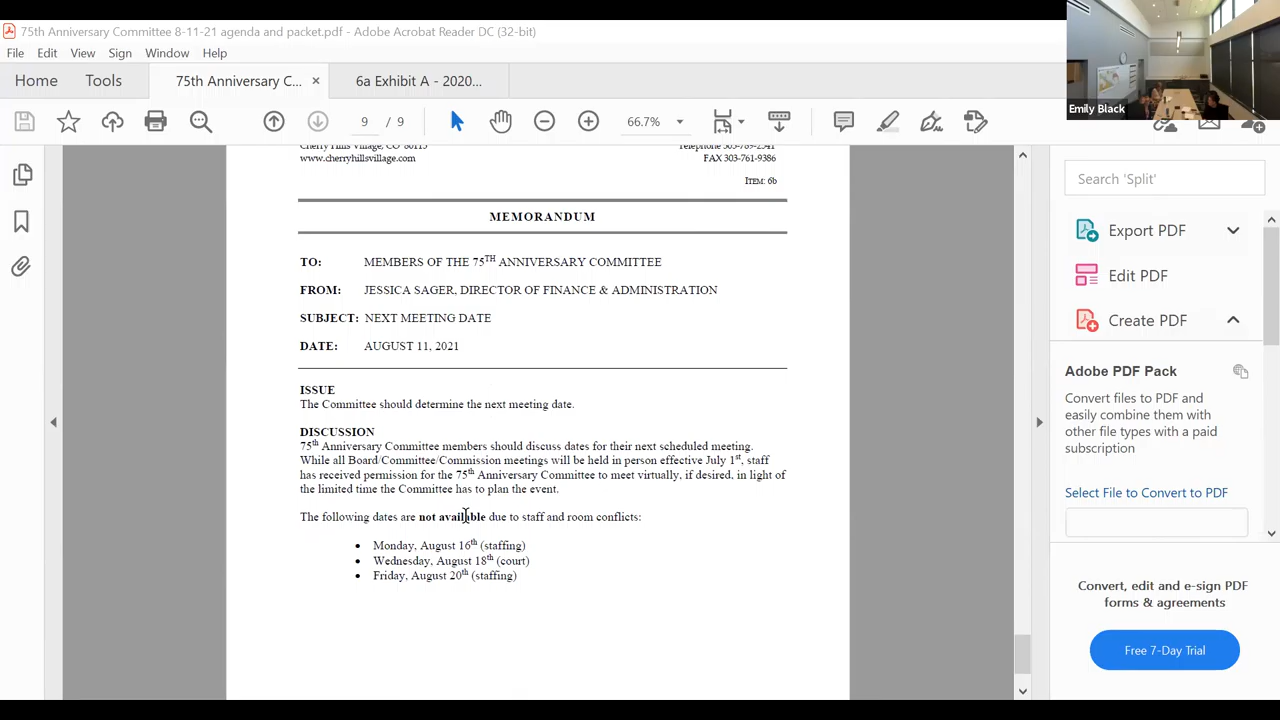 75th Anniversary Committee 8-11-21 agenda and packet.pdf - Adobe Acrobat Reader DC (32-bit)
File Edit View Sign Window Help
Home Tools 75th Anniversary C... × 6a Exhibit A - 2020...
9 / 9 66.7%
Emily Black
Cherry Hills Village, CO 80113 Telephone 303-789-2541
www.cherryhillsvillage.com FAX 303-761-9386
ITEM: 6b
MEMORANDUM
TO: MEMBERS OF THE 75TH ANNIVERSARY COMMITTEE
FROM: JESSICA SAGER, DIRECTOR OF FINANCE & ADMINISTRATION
SUBJECT: NEXT MEETING DATE
DATE: AUGUST 11, 2021
ISSUE
The Committee should determine the next meeting date.
DISCUSSION
75th Anniversary Committee members should discuss dates for their next scheduled meeting.
While all Board/Committee/Commission meetings will be held in person effective July 1st, staff
has received permission for the 75th Anniversary Committee to meet virtually, if desired, in light of
the limited time the Committee has to plan the event.
The following dates are not available due to staff and room conflicts:
• Monday, August 16th (staffing)
• Wednesday, August 18th (court)
• Friday, August 20th (staffing)
Search 'Split'
Export PDF
Edit PDF
Create PDF
Adobe PDF Pack
Convert files to PDF and
easily combine them with
other file types with a paid
subscription
Select File to Convert to PDF
Convert, edit and e-sign PDF
forms & agreements
Free 7-Day Trial